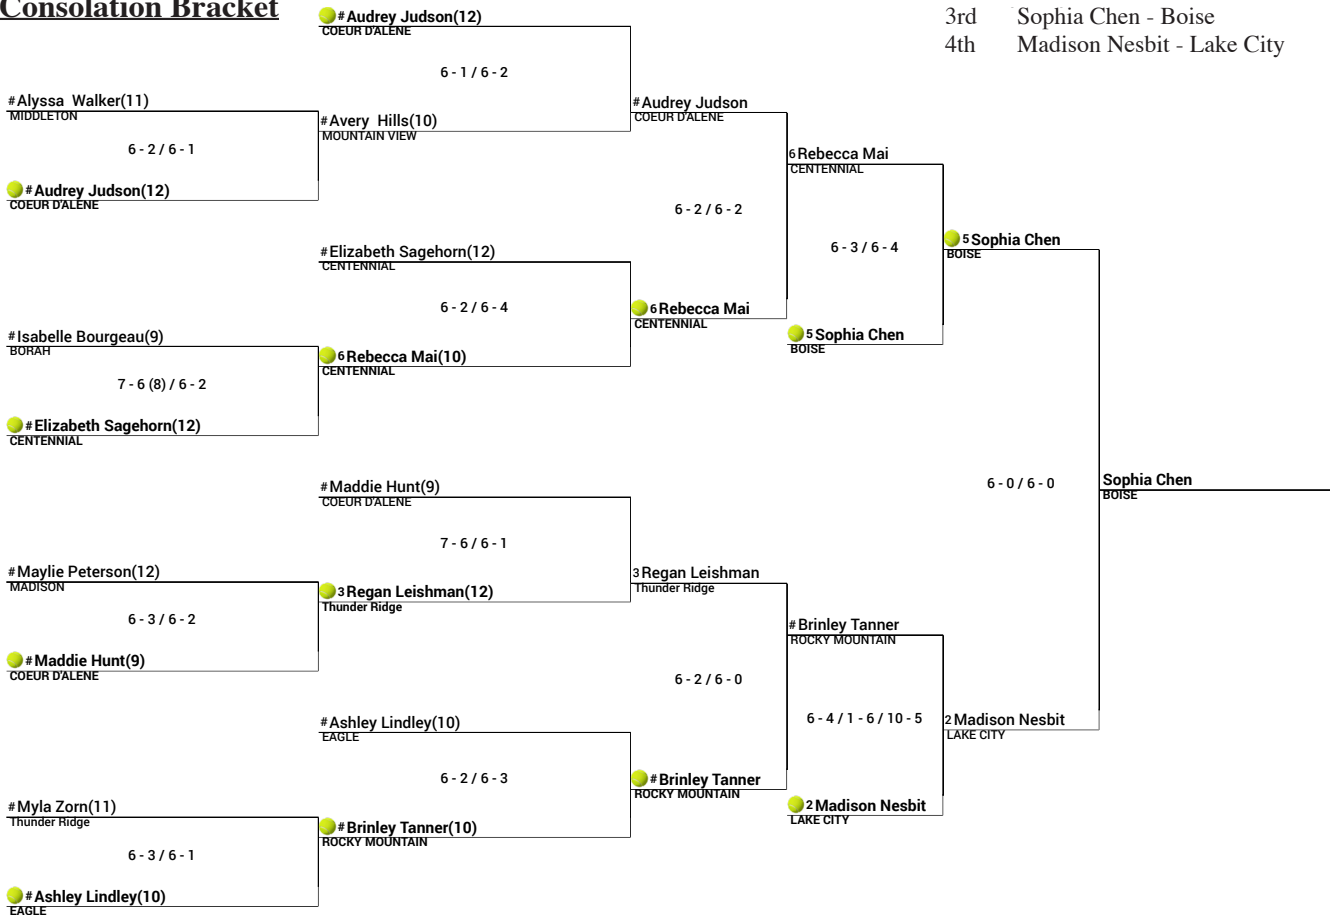 Consolation Bracket
#Audrey Judson(12)
COEUR D'ALENE
3rd Sophia Chen - Boise
4th Madison Nesbit - Lake City
6 - 1 / 6 - 2
#Alyssa Walker(11)
MIDDLETON
#Avery Hills(10)
MOUNTAIN VIEW
#Audrey Judson
COEUR D'ALENE
6 - 2 / 6 - 1
6Rebecca Mai
CENTENNIAL
#Audrey Judson(12)
COEUR D'ALENE
6 - 2 / 6 - 2
#Elizabeth Sagehorn(12)
CENTENNIAL
6 - 3 / 6 - 4
5Sophia Chen
BOISE
6 - 2 / 6 - 4
6Rebecca Mai
CENTENNIAL
#Isabelle Bourgeau(9)
BORAH
6Rebecca Mai(10)
CENTENNIAL
5Sophia Chen
BOISE
7 - 6 (8) / 6 - 2
#Elizabeth Sagehorn(12)
CENTENNIAL
#Maddie Hunt(9)
COEUR D'ALENE
6 - 0 / 6 - 0
Sophia Chen
BOISE
7 - 6 / 6 - 1
#Maylie Peterson(12)
MADISON
3Regan Leishman(12)
Thunder Ridge
3Regan Leishman
Thunder Ridge
6 - 3 / 6 - 2
#Brinley Tanner
ROCKY MOUNTAIN
#Maddie Hunt(9)
COEUR D'ALENE
6 - 2 / 6 - 0
#Ashley Lindley(10)
EAGLE
6 - 4 / 1 - 6 / 10 - 5
2Madison Nesbit
LAKE CITY
6 - 2 / 6 - 3
#Brinley Tanner
ROCKY MOUNTAIN
#Myla Zorn(11)
Thunder Ridge
#Brinley Tanner(10)
ROCKY MOUNTAIN
2Madison Nesbit
LAKE CITY
6 - 3 / 6 - 1
#Ashley Lindley(10)
EAGLE